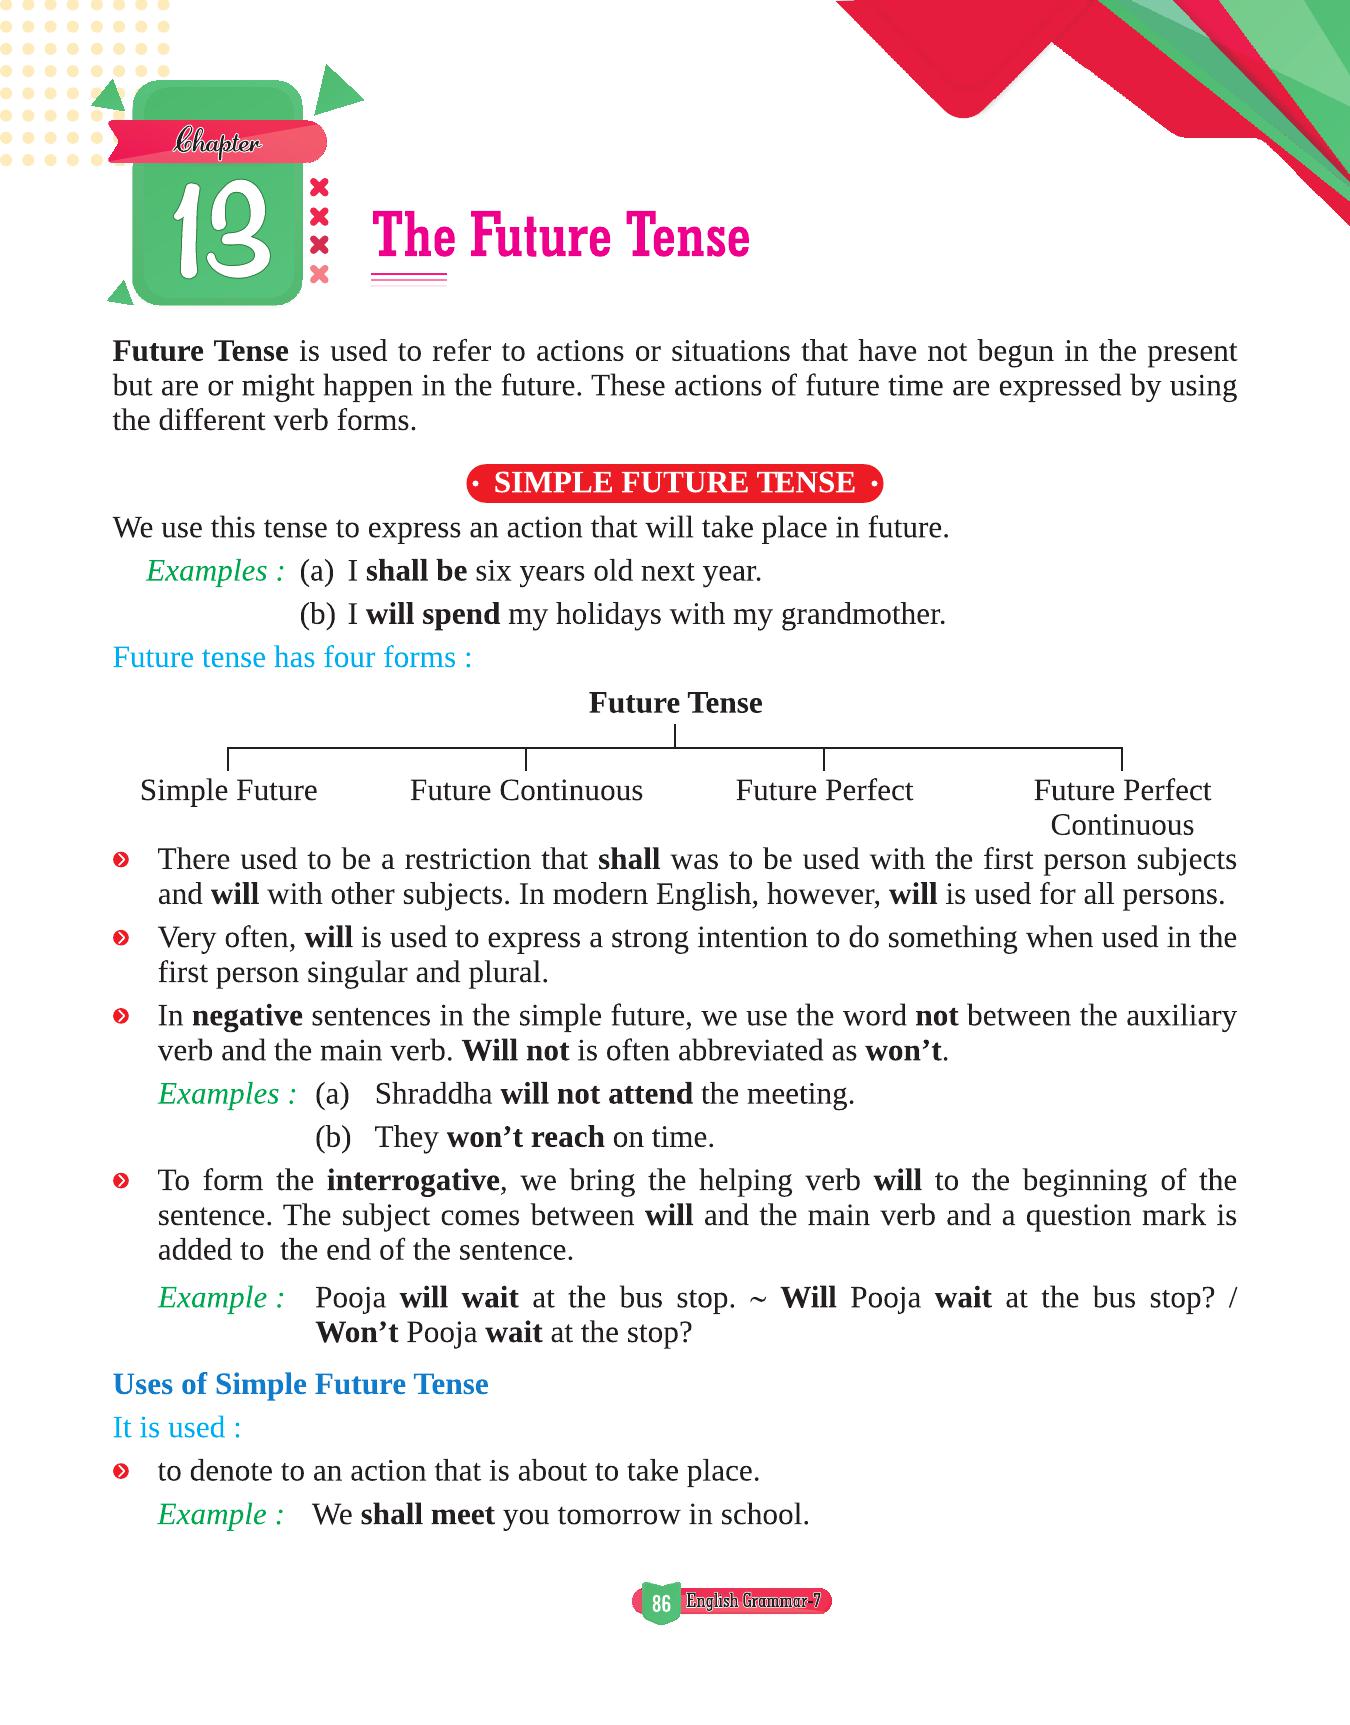 Chapter
13
The Future Tense
Future Tense is used to refer to actions or situations that have not begun in the present
but are or might happen in the future. These actions of future time are expressed by using
the different verb forms.
• SIMPLE FUTURE TENSE •
We use this tense to express an action that will take place in future.
Examples : (a) I shall be six years old next year.
(b) I will spend my holidays with my grandmother.
Future tense has four forms :
Future Tense
Simple Future Future Continuous Future Perfect Future Perfect
Continuous
There used to be a restriction that shall was to be used with the first person subjects
and will with other subjects. In modern English, however, will is used for all persons.
Very often, will is used to express a strong intention to do something when used in the
first person singular and plural.
In negative sentences in the simple future, we use the word not between the auxiliary
verb and the main verb. Will not is often abbreviated as won’t.
Examples : (a) Shraddha will not attend the meeting.
(b) They won’t reach on time.
To form the interrogative, we bring the helping verb will to the beginning of the
sentence. The subject comes between will and the main verb and a question mark is
added to the end of the sentence.
Example : Pooja will wait at the bus stop. ~ Will Pooja wait at the bus stop? /
Won’t Pooja wait at the stop?
Uses of Simple Future Tense
It is used :
to denote to an action that is about to take place.
Example : We shall meet you tomorrow in school.
86 English Grammar-7